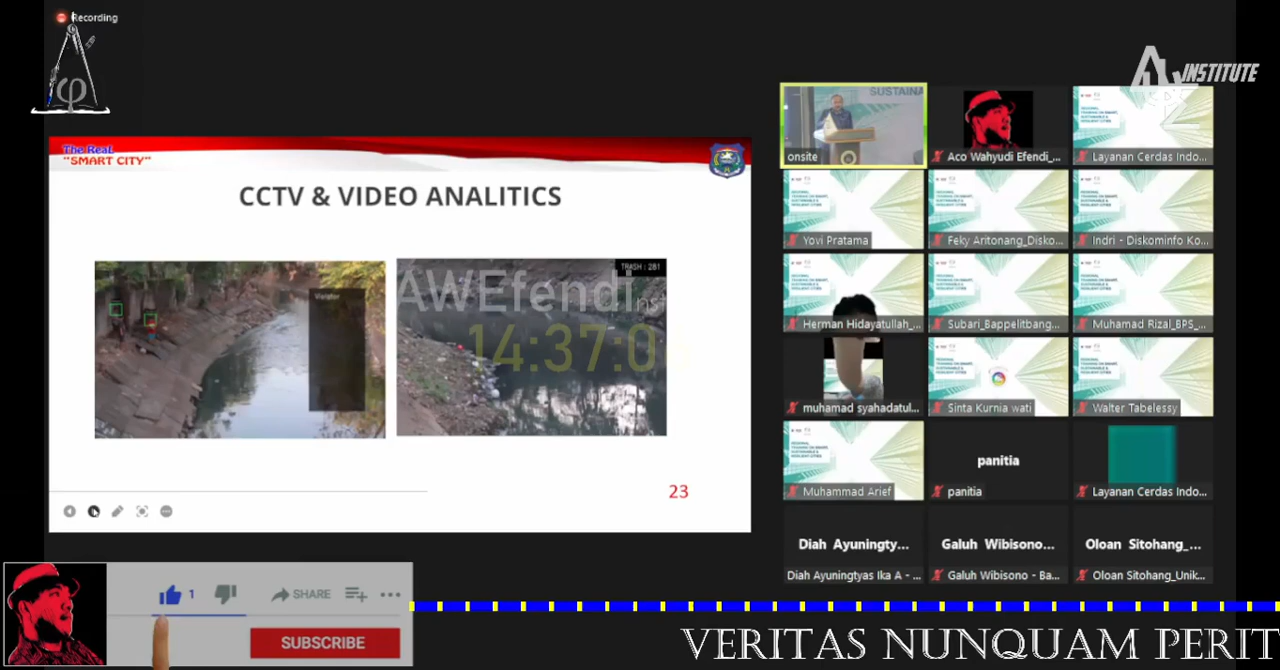 Recording
φ
INSTITUTE
The Real
"SMART CITY"
CCTV & VIDEO ANALITICS
TRASH : 281
AWEfendi
14:37:0
23
SUSTAINA
onsite
Aco Wahyudi Efendi_...
Layanan Cerdas Indo...
Yovi Pratama
Feky Aritonang_Disko...
Indri - Diskominfo Ko...
Herman Hidayatullah_...
Subari_Bappelitbang...
Muhamad Rizal_BPS_...
muhamad syahadatul...
Sinta Kurnia wati
Walter Tabelessy
Muhammad Arief
panitia
panitia
Layanan Cerdas Indo...
Diah Ayuningty...
Galuh Wibisono...
Oloan Sitohang_...
Diah Ayuningtyas Ika A - ...
Galuh Wibisono - Ba...
Oloan Sitohang_Unik...
1
SHARE
SUBSCRIBE
VERITAS NUNQUAM PERIT